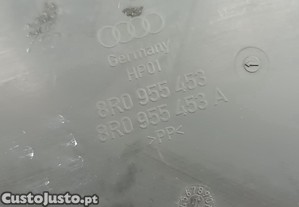 Germany
HP01
8R0 955 453
8R0 955 453 A
>PP<
CustoJusto.pt